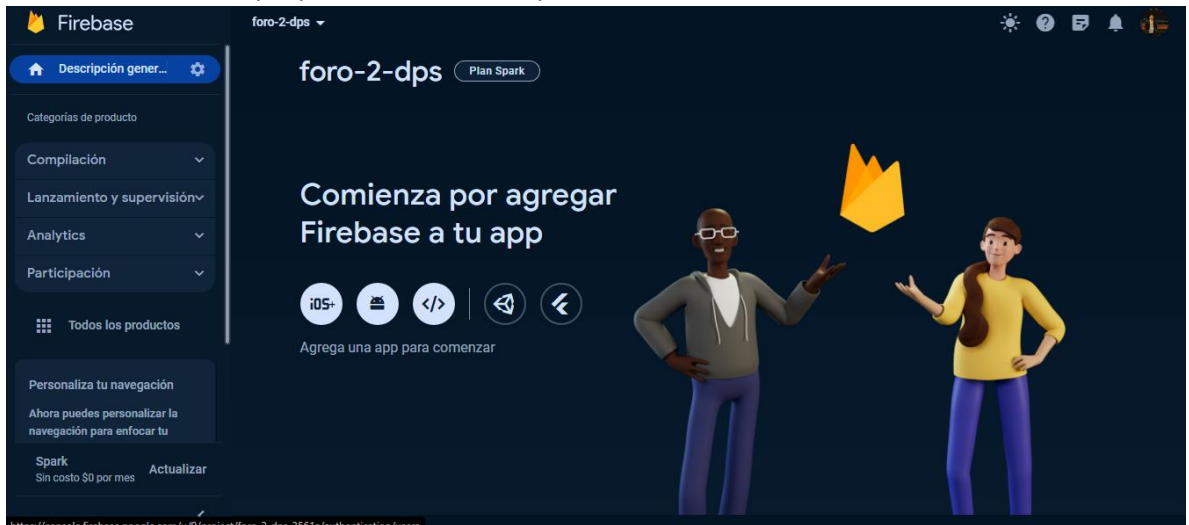 Firebase
foro-2-dps
Descripción gener...
foro-2-dps Plan Spark
Categorías de producto
Compilación
Lanzamiento y supervisión
Analytics
Participación
Todos los productos
Comienza por agregar
Firebase a tu app
iOS+ </>
Agrega una app para comenzar
Personaliza tu navegación
Ahora puedes personalizar la
navegación para enfocar tu
Spark
Sin costo $0 por mes
Actualizar